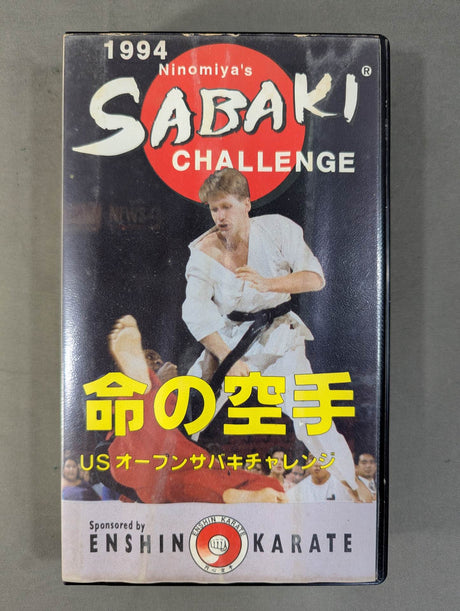 1994
Ninomiya's
SABAKI®
CHALLENGE
命の空手
USオープンサバキチャレンジ
Sponsored by
ENSHIN KARATE
ENSHIN KARATE